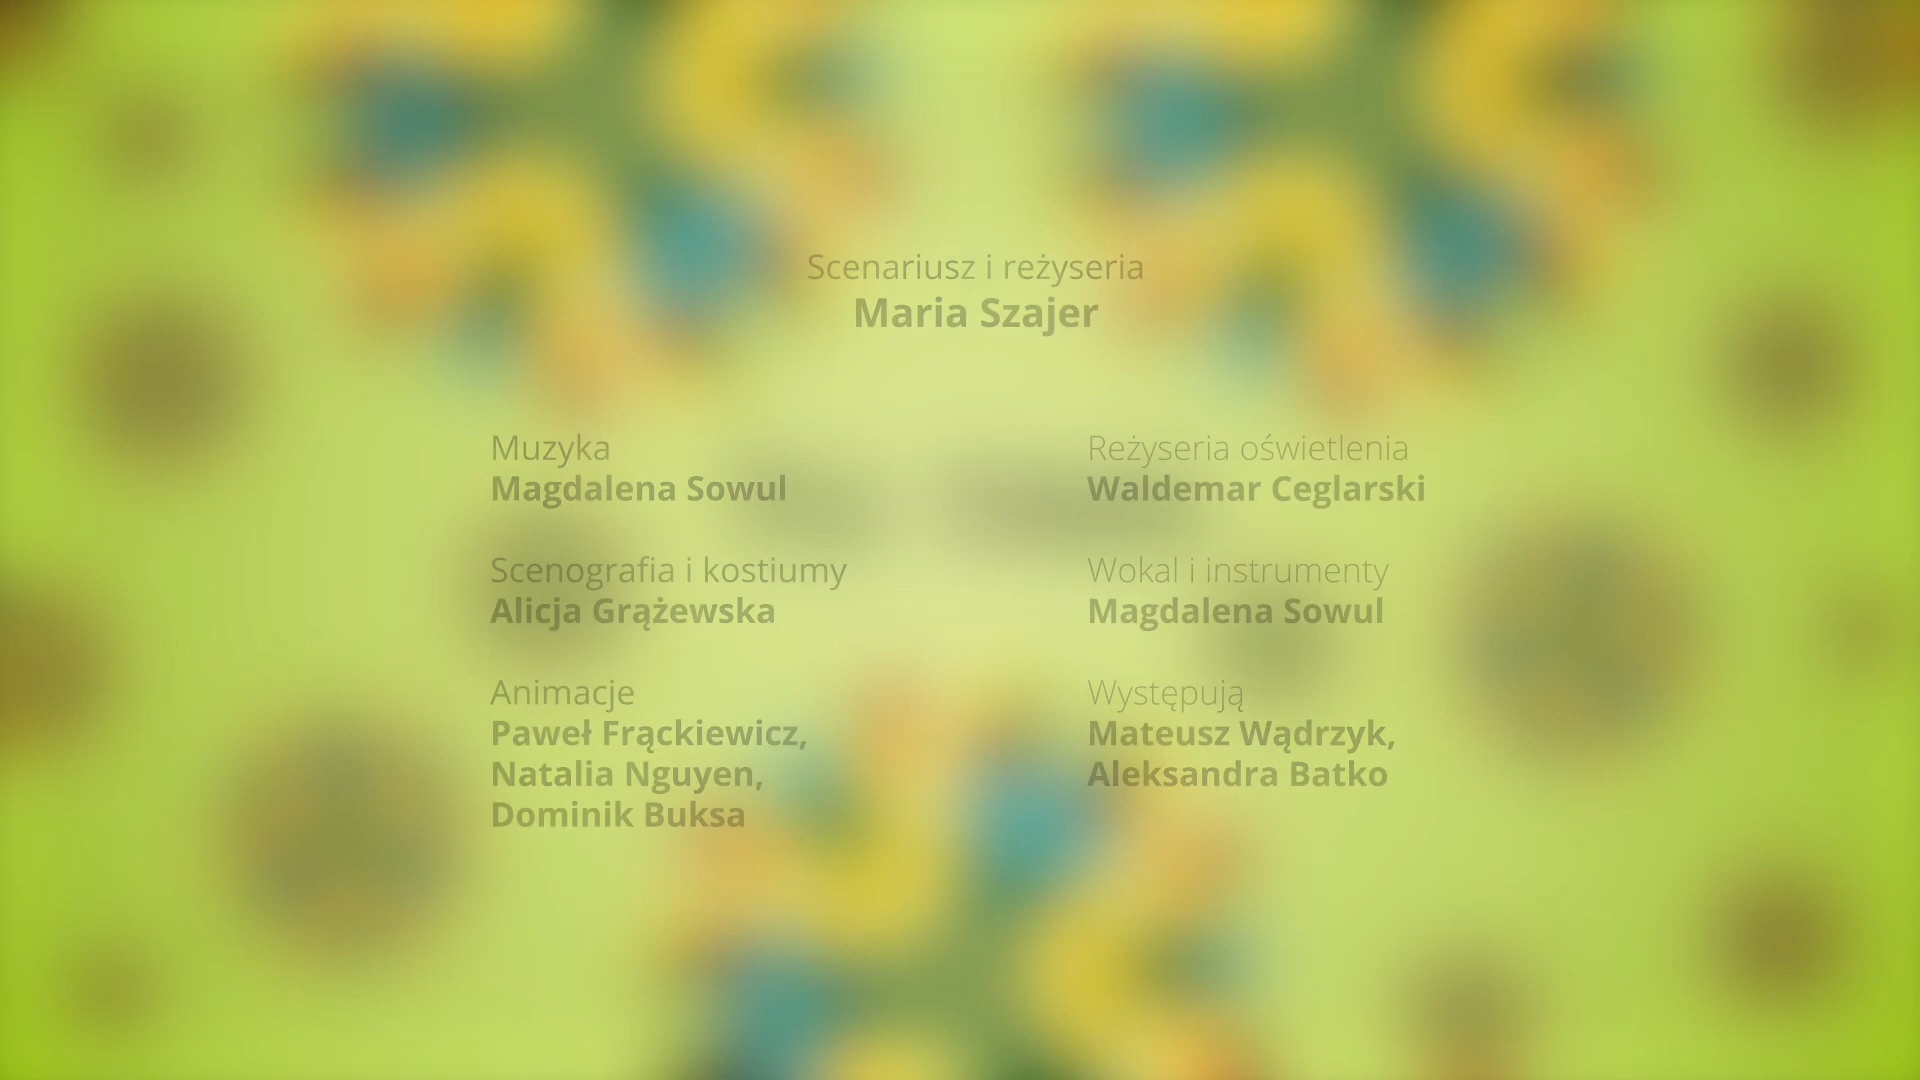 Scenariusz i reżyseria
Maria Szajer
Muzyka
Magdalena Sowul
Scenografia i kostiumy
Alicja Grążewska
Animacje
Paweł Frąckiewicz,
Natalia Nguyen,
Dominik Buksa
Reżyseria oświetlenia
Waldemar Ceglarski
Wokal i instrumenty
Magdalena Sowul
Występują
Mateusz Wądrzyk,
Aleksandra Batko